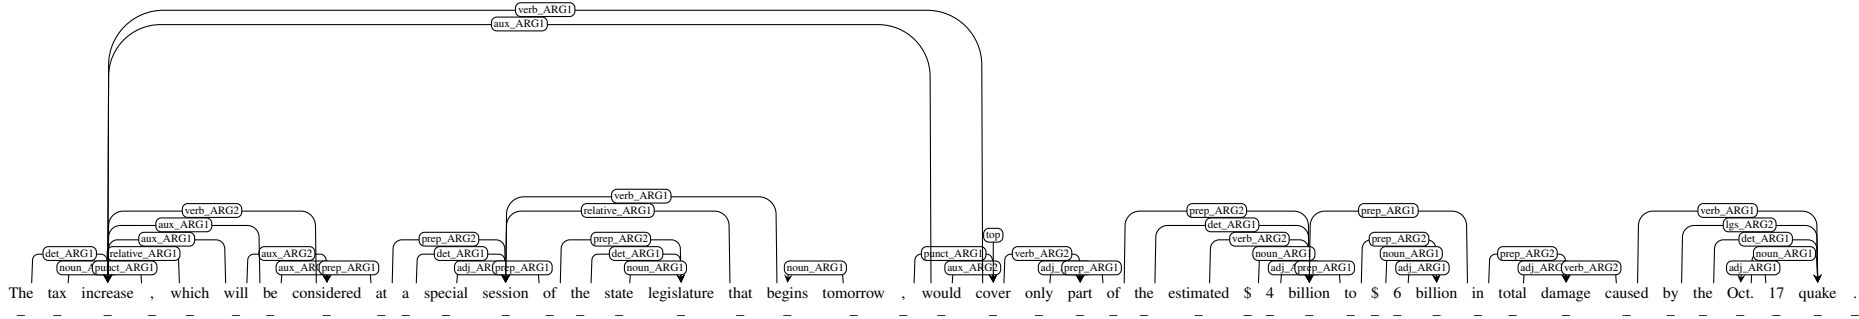 verb_ARG1
aux_ARG1
verb_ARG1
verb_ARG2 relative_ARG1 prep_ARG2 prep_ARG1 verb_ARG1
aux_ARG1 det_ARG1 lgs_ARG2
aux_ARG1 prep_ARG2 prep_ARG2 top verb_ARG2 prep_ARG2 det_ARG1
det_ARG1 relative_ARG1 aux_ARG2 det_ARG1 det_ARG1 punct_ARG1 verb_ARG2 noun_ARG1 noun_ARG1 prep_ARG2 noun_ARG1
punct_ARG1 prep_ARG1 prep_ARG1 noun_ARG1 noun_ARG1 aux_ARG2 prep_ARG1 prep_ARG1 adj_ARG1 verb_ARG2 adj_ARG1
The tax increase , which will be considered at a special session of the state legislature that begins tomorrow , would cover only part of the estimated $ 4 billion to $ 6 billion in total damage caused by the Oct. 17 quake .
_ _ _ _ _ _ _ _ _ _ _ _ _ _ _ _ _ _ _ _ _ _ _ _ _ _ _ _ _ _ _ _ _ _ _ _ _ _ _ _ _ _ _ _